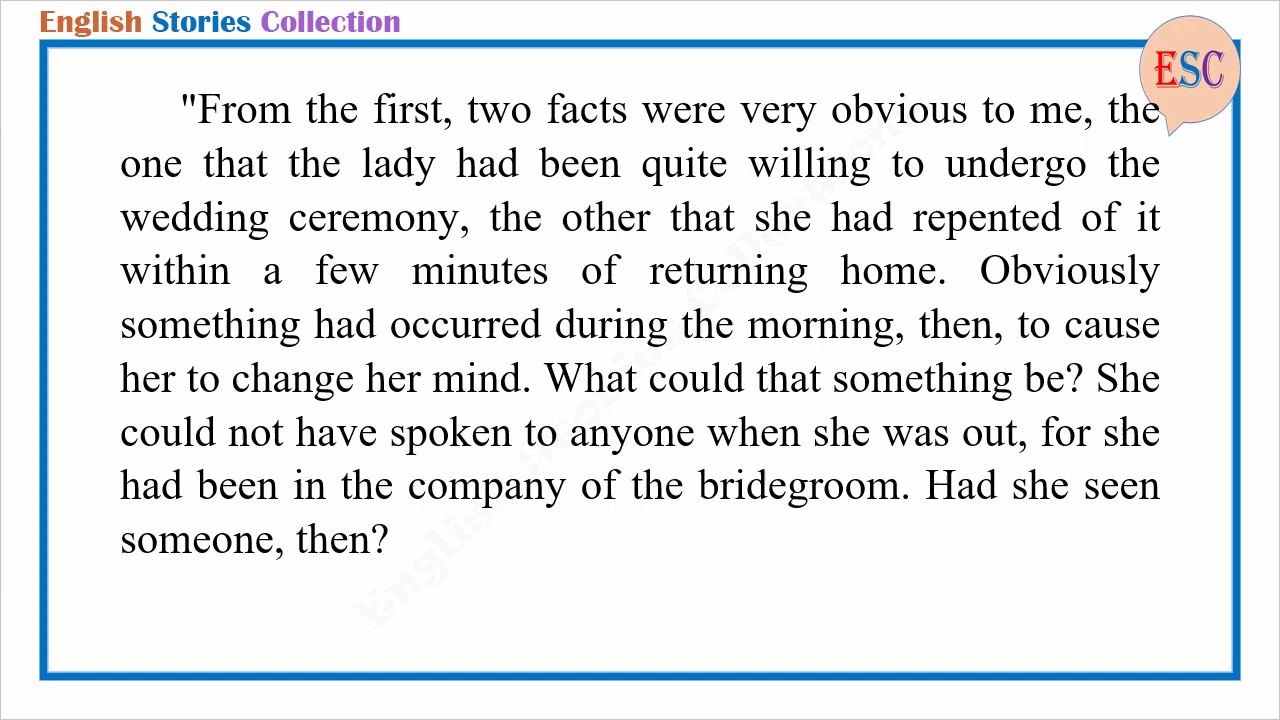 English Stories Collection
ESC
"From the first, two facts were very obvious to me, the
one that the lady had been quite willing to undergo the
wedding ceremony, the other that she had repented of it
within a few minutes of returning home. Obviously
something had occurred during the morning, then, to cause
her to change her mind. What could that something be? She
could not have spoken to anyone when she was out, for she
had been in the company of the bridegroom. Had she seen
someone, then?
English Stories Collection